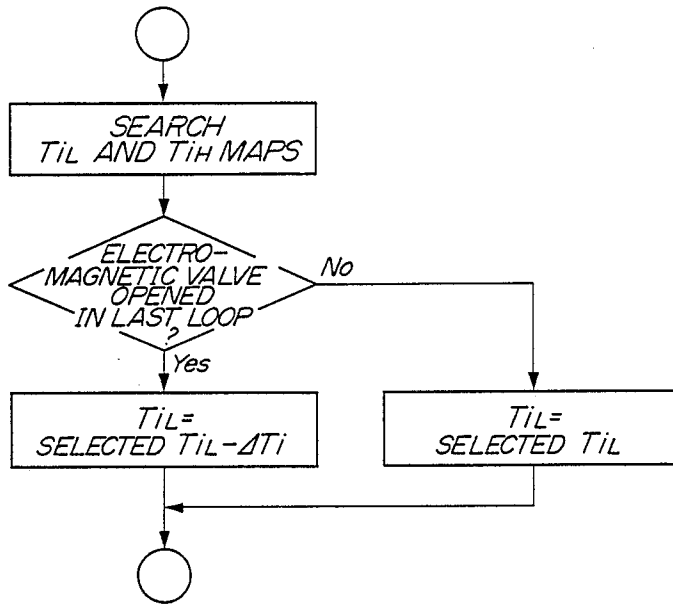 SEARCH
TiL AND TiH MAPS
ELECTRO-
MAGNETIC VALVE
OPENED
IN LAST LOOP
?
No
Yes
TiL=
SELECTED TiL-ΔTi
TiL=
SELECTED TiL